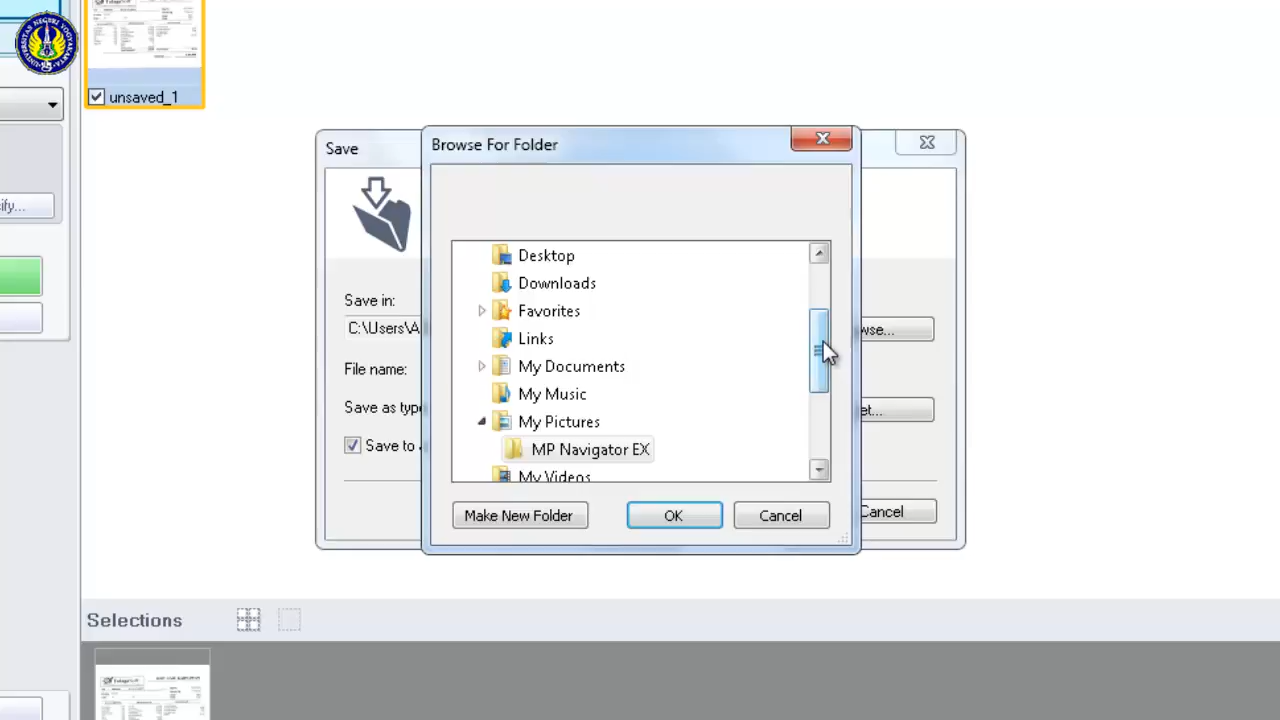 unsaved_1
Browse For Folder
Save
Desktop
Downloads
Favorites
Links
My Documents
My Music
My Pictures
MP Navigator EX
My Videos
Save in:
C:\Users\A
File name:
Save as typ
Save to
Make New Folder
OK
Cancel
Cancel
Selections